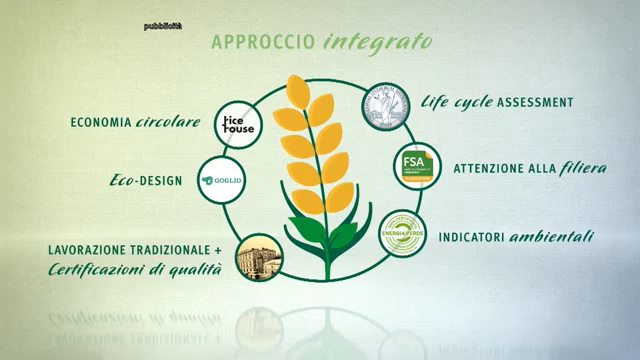 pubblicità
APPROCCIO integrato
ECONOMIA circolare
rice
house
Life cycle ASSESSMENT
Eco-DESIGN
GOGLIO
FSA
ATTENZIONE ALLA filiera
LAVORAZIONE TRADIZIONALE +
Certificazioni di qualità
ENERGIA VERDE
INDICATORI ambientali